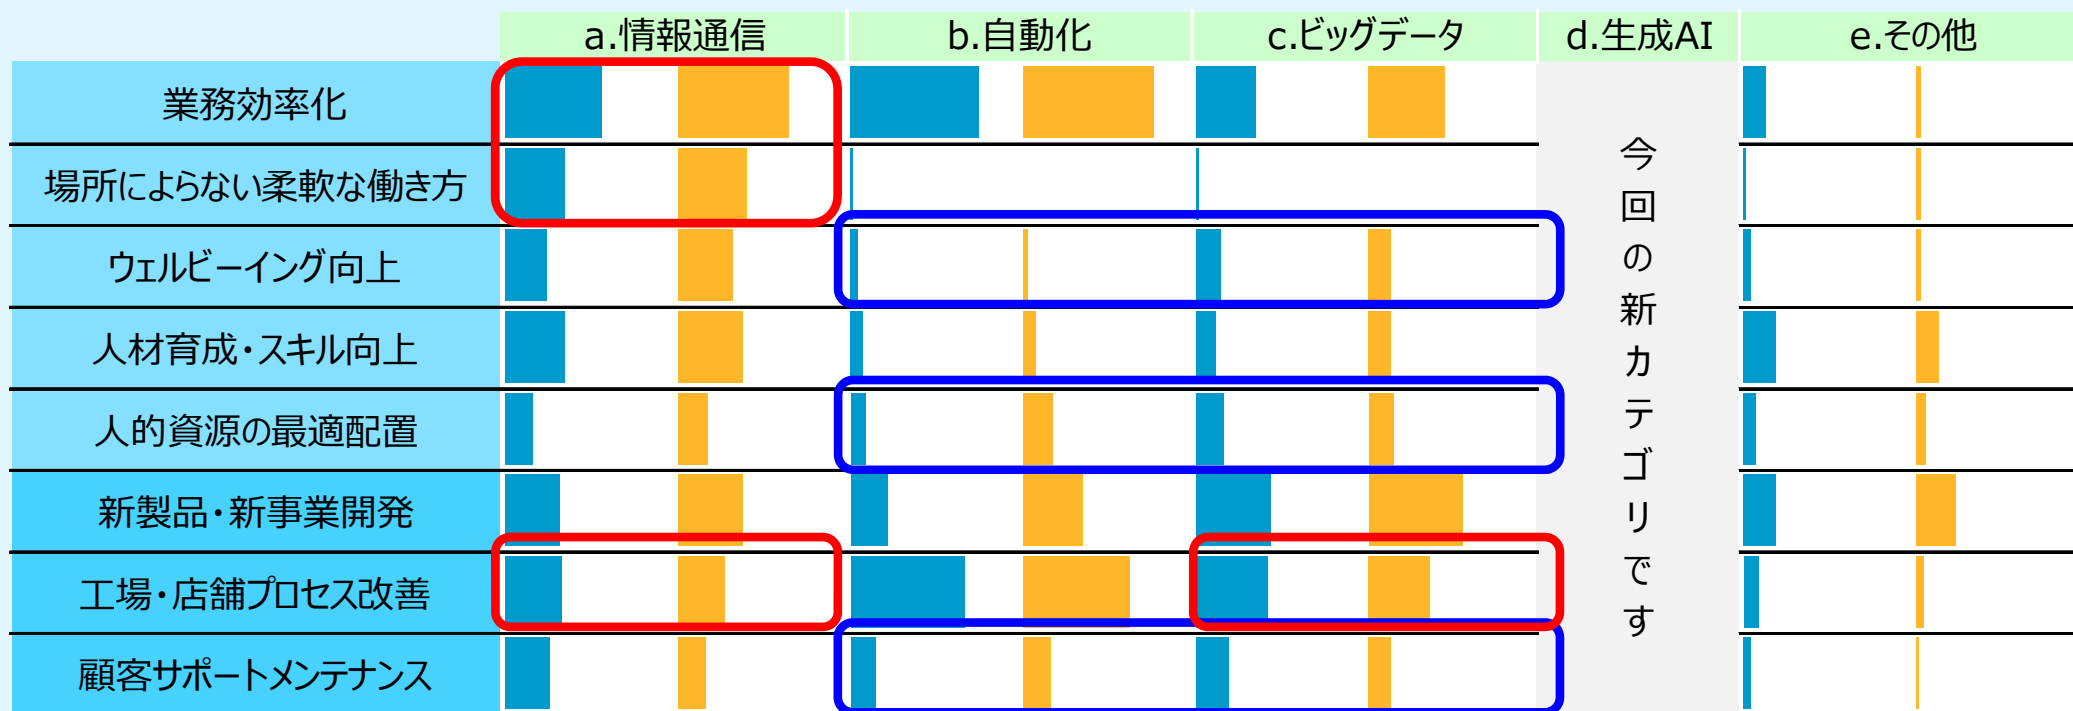 a.情報通信
b.自動化
c.ビッグデータ
d.生成AI
e.その他
業務効率化
場所によらない柔軟な働き方
ウェルビーイング向上
人材育成・スキル向上
人的資源の最適配置
新製品・新事業開発
工場・店舗プロセス改善
顧客サポートメンテナンス
今回の新カテゴリです